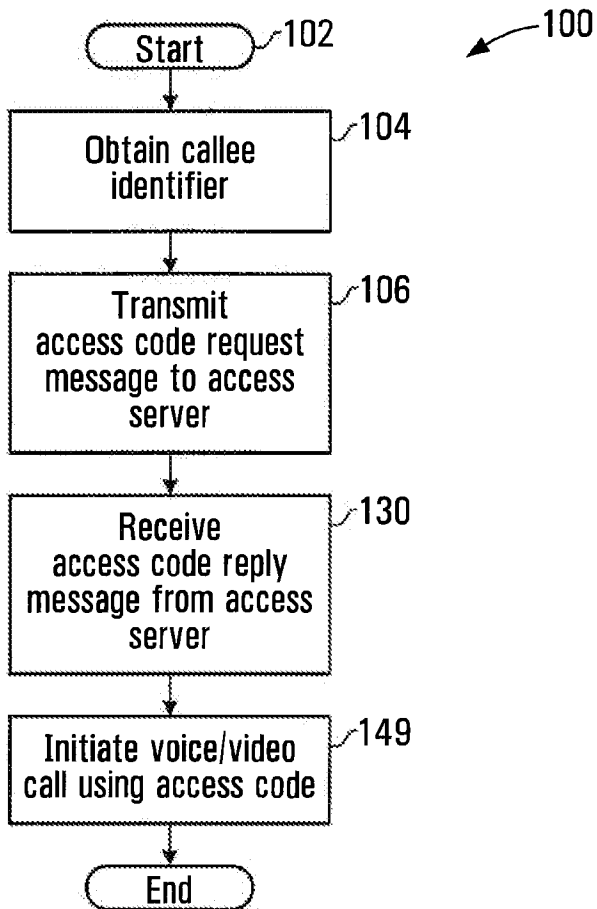 Start
102
100
Obtain callee
identifier
104
Transmit
access code request
message to access
server
106
Receive
access code reply
message from access
server
130
Initiate voice/video
call using access code
149
End